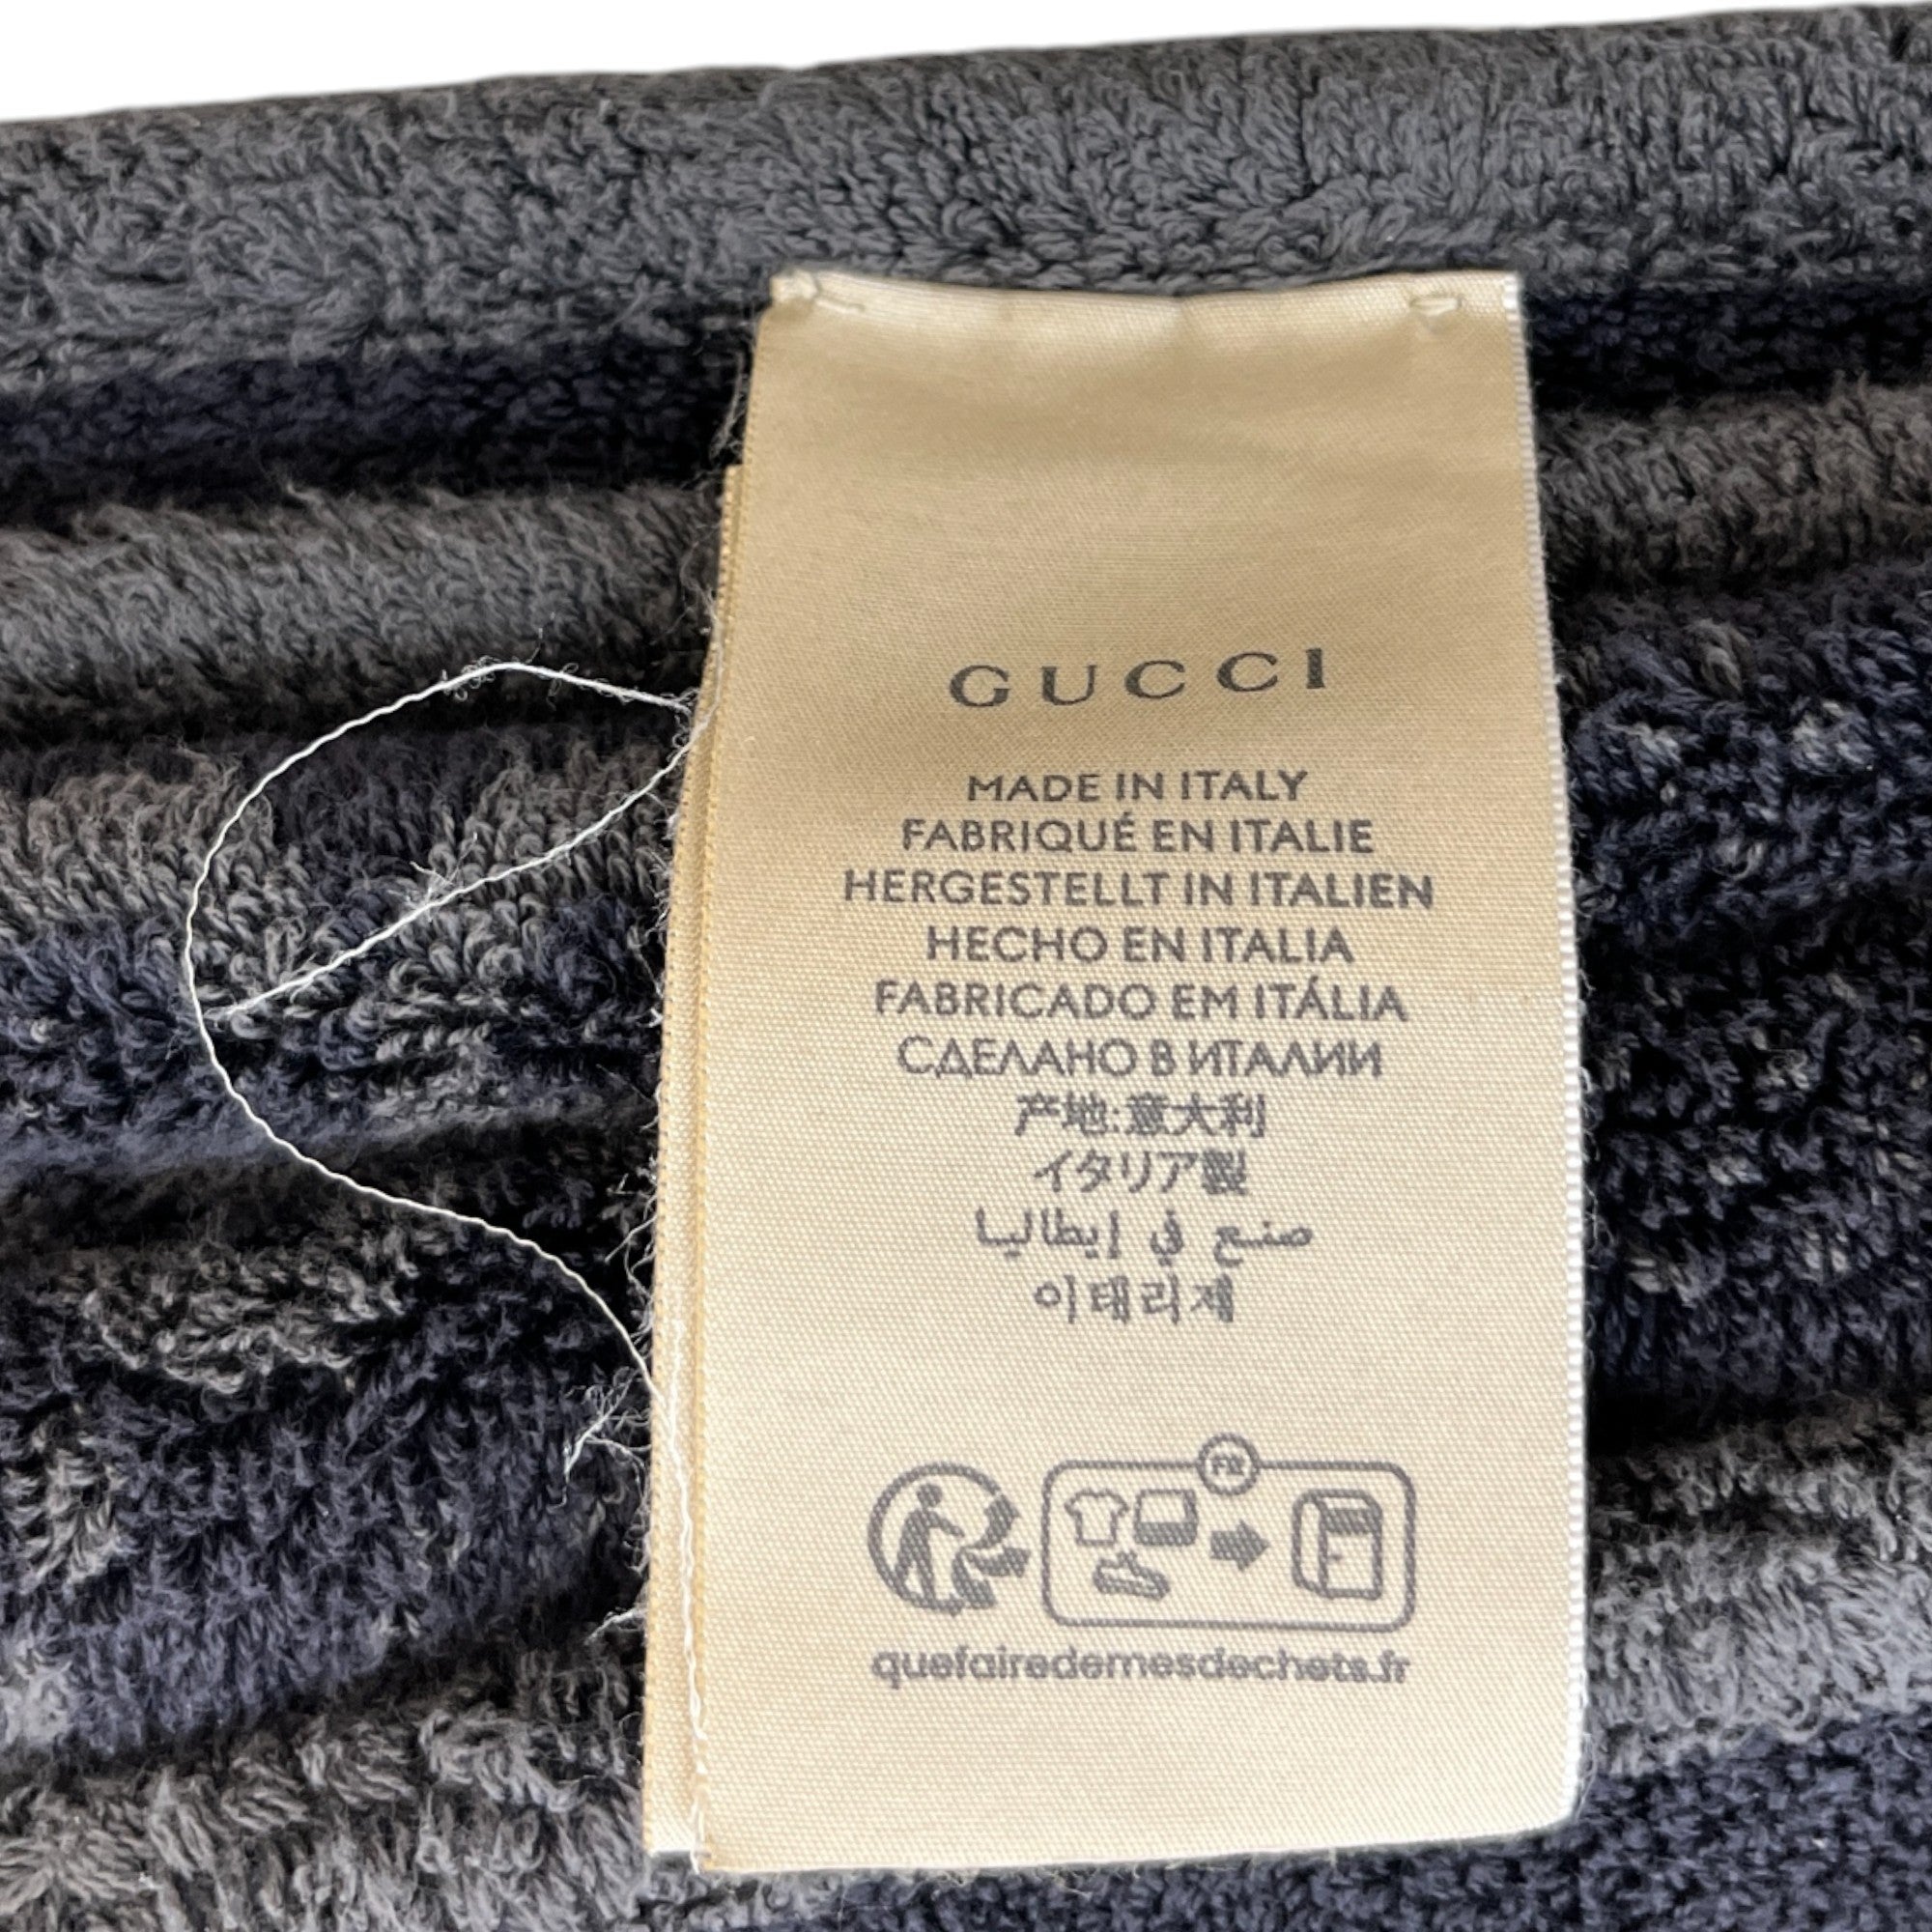 GUCCI
MADE IN ITALY
FABRIQUÉ EN ITALIE
HERGESTELLT IN ITALIEN
HECHO EN ITALIA
FABRICADO EM ITÁLIA
СДЕЛАНО В ИТАЛИИ
产地:意大利
イタリア製
صنع في إيطاليا
이태리제
FR
quefairedemesdechets.fr